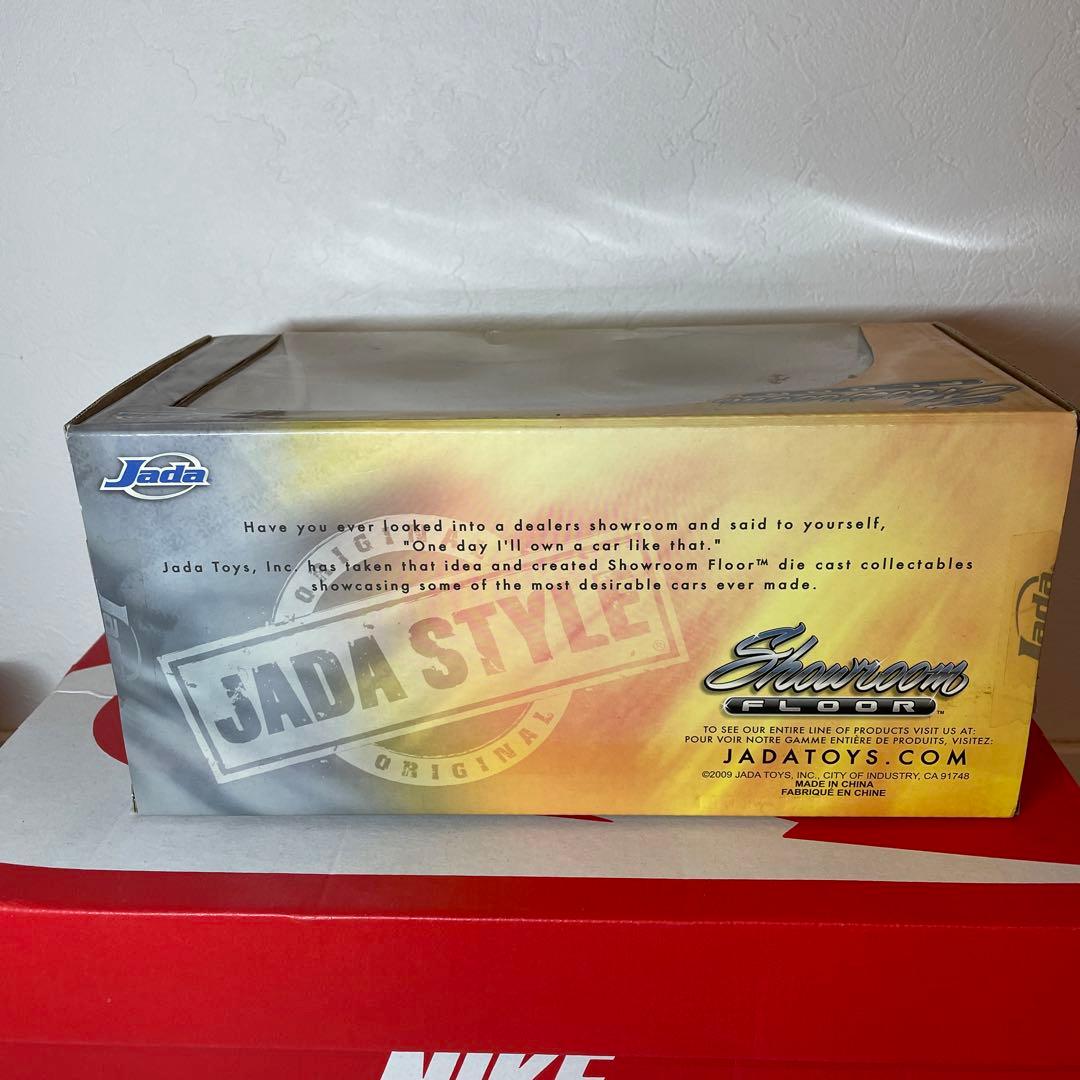 Jada
Have you ever looked into a dealers showroom and said to yourself,
"One day I'll own a car like that."
Jada Toys, Inc. has taken that idea and created Showroom Floor™ die cast collectables
showcasing some of the most desirable cars ever made.
ORIGINAL
JADA STYLE®
ORIGINAL
Jada
Showroom
FLOOR™
TO SEE OUR ENTIRE LINE OF PRODUCTS VISIT US AT:
POUR VOIR NOTRE GAMME ENTIÈRE DE PRODUITS, VISITEZ:
JADATOYS.COM
©2009 JADA TOYS, INC., CITY OF INDUSTRY, CA 91748
MADE IN CHINA
FABRIQUÉ EN CHINE
NIKE